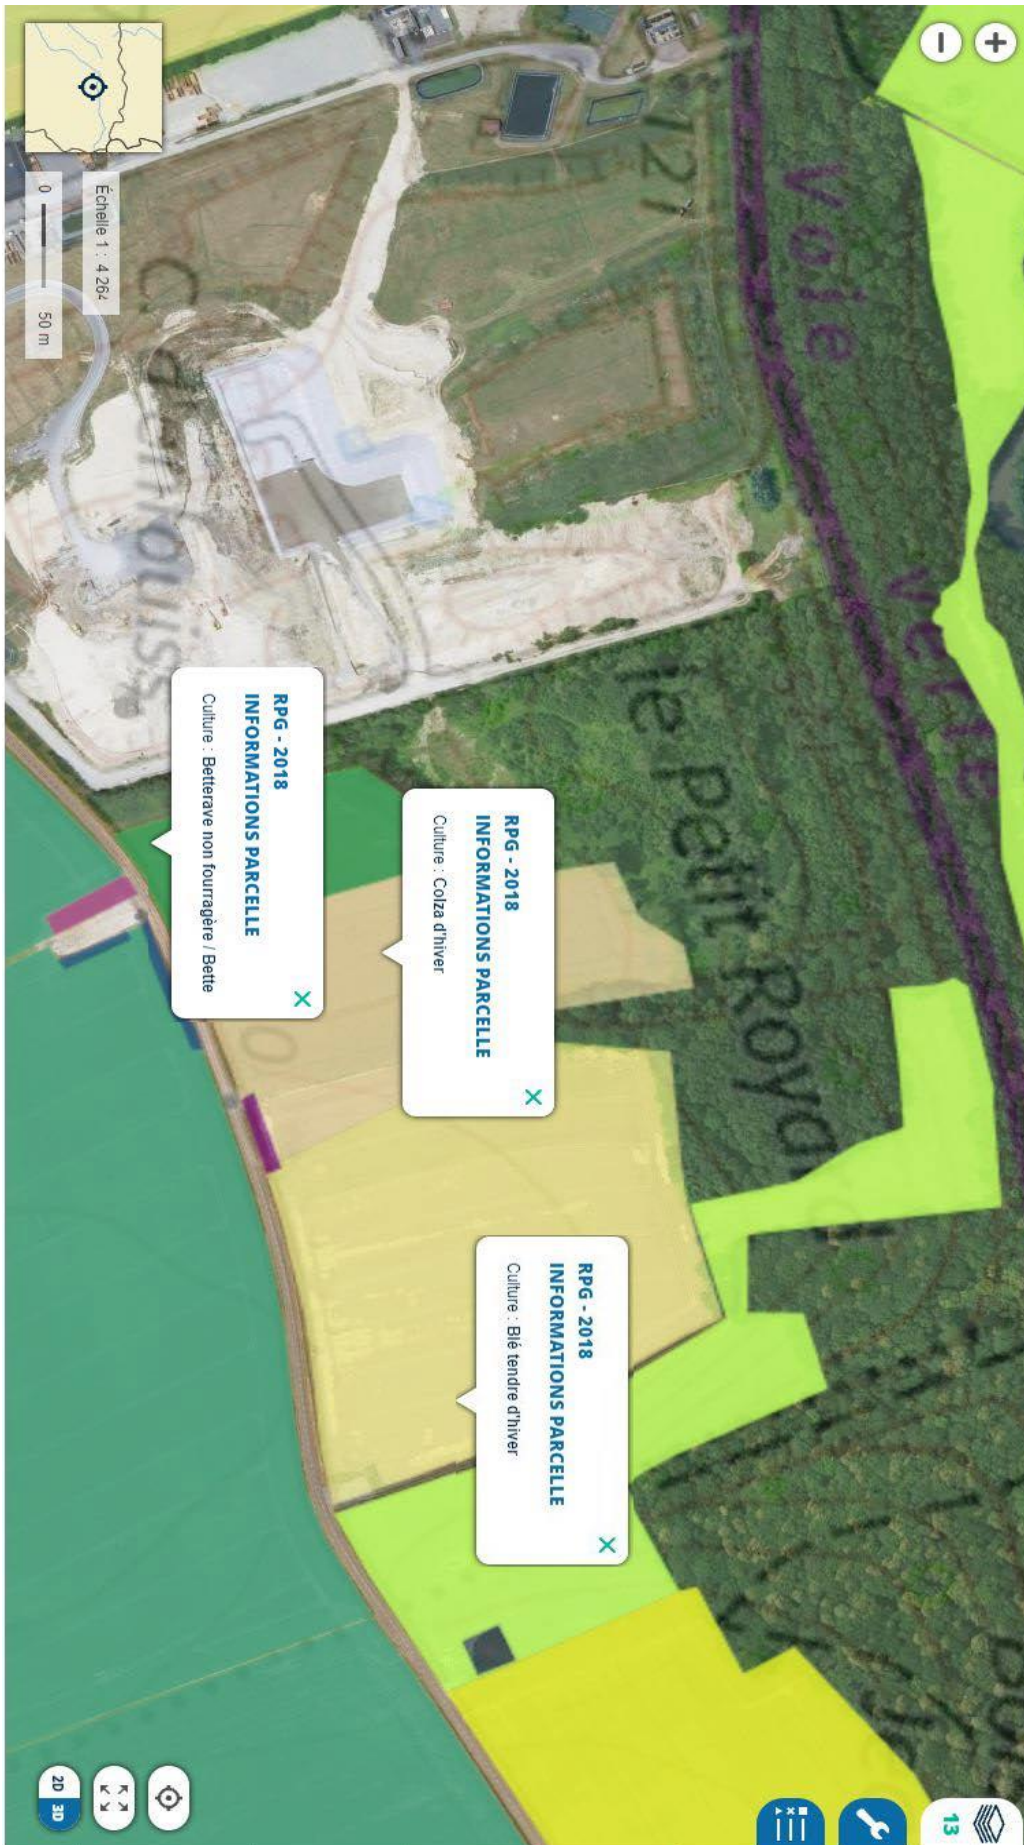 Échelle 1 : 4 264
0 50 m
Voie verte
le petit Royal
RPG - 2018
INFORMATIONS PARCELLE
Culture : Betterave non fourragère / Bette
RPG - 2018
INFORMATIONS PARCELLE
Culture : Colza d'hiver
RPG - 2018
INFORMATIONS PARCELLE
Culture : Blé tendre d'hiver
13
2D 3D